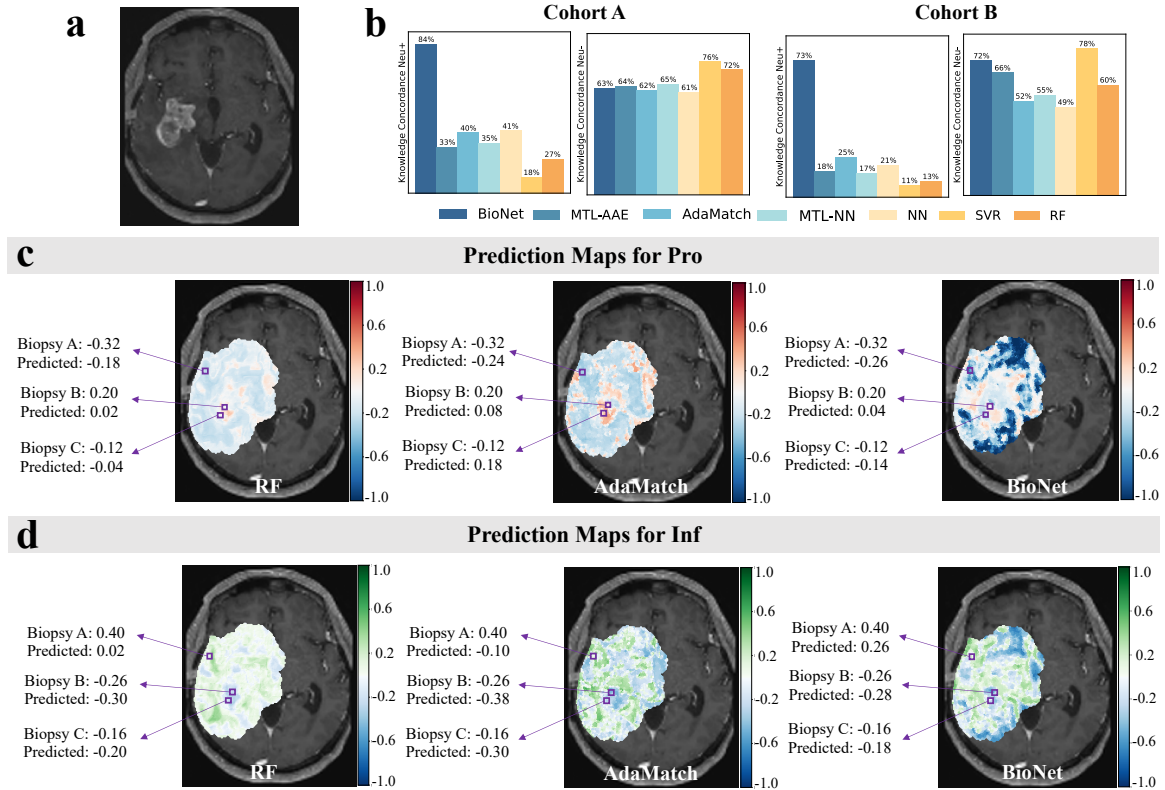 a
b
Cohort A
Cohort B
Knowledge Concordance Neu+
84%
33%
40%
35%
41%
18%
27%
Knowledge Concordance Neu-
63%
64%
62%
65%
61%
76%
72%
Knowledge Concordance Neu+
73%
18%
25%
17%
21%
11%
13%
Knowledge Concordance Neu-
72%
66%
52%
55%
49%
78%
60%
BioNet MTL-AAE AdaMatch MTL-NN NN SVR RF
c
Prediction Maps for Pro
Biopsy A: -0.32
Predicted: -0.18
Biopsy B: 0.20
Predicted: 0.02
Biopsy C: -0.12
Predicted: -0.04
RF
1.0
0.6
0.2
-0.2
-0.6
-1.0
Biopsy A: -0.32
Predicted: -0.24
Biopsy B: 0.20
Predicted: 0.08
Biopsy C: -0.12
Predicted: 0.18
AdaMatch
1.0
0.6
0.2
-0.2
-0.6
-1.0
Biopsy A: -0.32
Predicted: -0.26
Biopsy B: 0.20
Predicted: 0.04
Biopsy C: -0.12
Predicted: -0.14
BioNet
1.0
0.6
0.2
-0.2
-0.6
-1.0
d
Prediction Maps for Inf
Biopsy A: 0.40
Predicted: 0.02
Biopsy B: -0.26
Predicted: -0.30
Biopsy C: -0.16
Predicted: -0.20
RF
1.0
0.6
0.2
-0.2
-0.6
-1.0
Biopsy A: 0.40
Predicted: -0.10
Biopsy B: -0.26
Predicted: -0.38
Biopsy C: -0.16
Predicted: -0.30
AdaMatch
1.0
0.6
0.2
-0.2
-0.6
-1.0
Biopsy A: 0.40
Predicted: 0.26
Biopsy B: -0.26
Predicted: -0.28
Biopsy C: -0.16
Predicted: -0.18
BioNet
1.0
0.6
0.2
-0.2
-0.6
-1.0